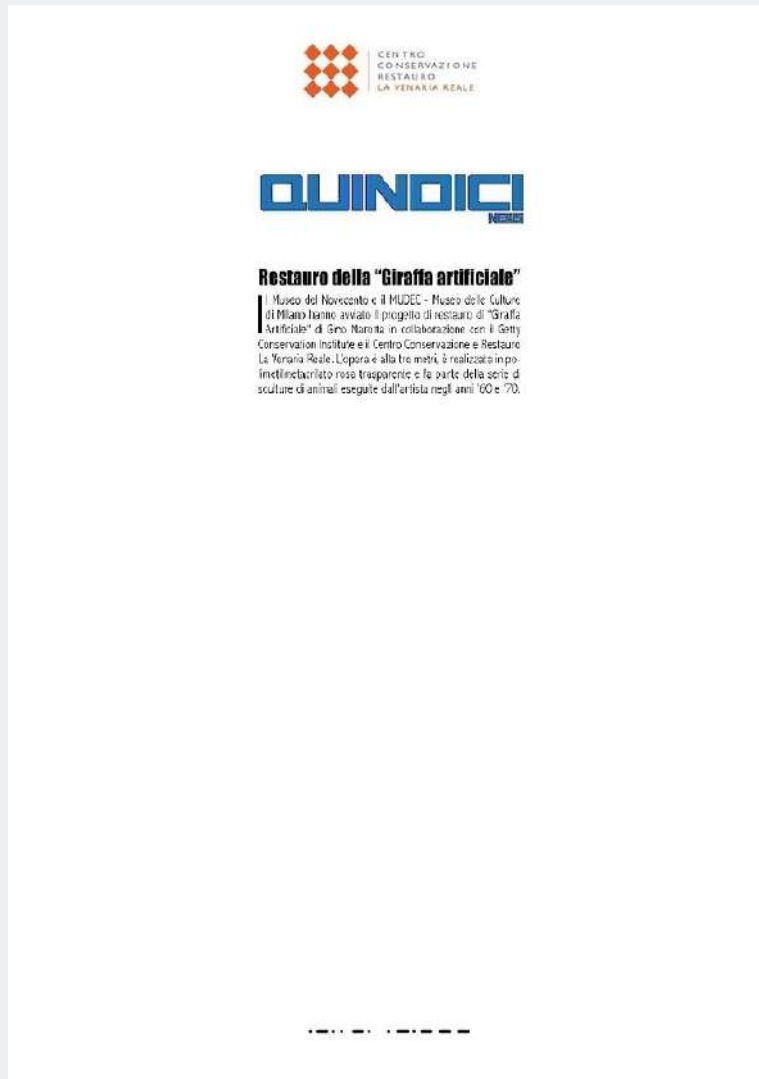 CENTRO
CONSERVAZIONE
RESTAURO
LA VENARIA REALE
QUINDICI
NEWS
Restauro della “Giraffa artificiale”
Il Museo del Novecento e il MUDEC - Museo delle Culture
di Milano hanno avviato il progetto di restauro di “Giraffa
Artificiale” di Gino Marotta in collaborazione con il Getty
Conservation Institute e il Centro Conservazione e Restauro
La Venaria Reale. L'opera è alta tre metri, è realizzata in po-
limetilmetacrilato rosa trasparente e fa parte della serie di
sculture di animali eseguite dall'artista negli anni '60 e '70.